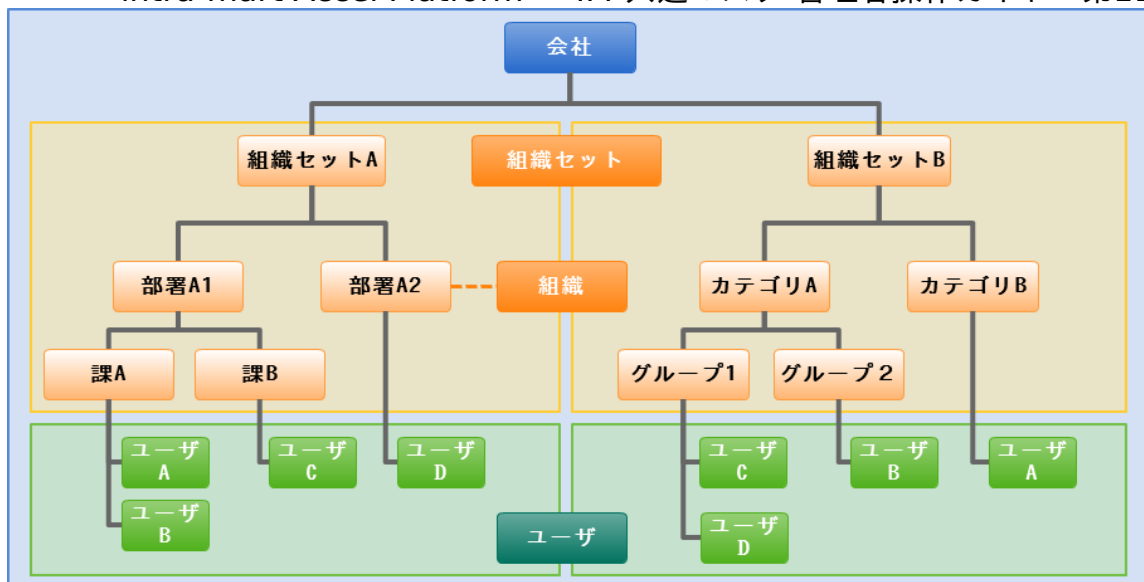 会社
組織セットA
組織セット
組織セットB
部署A1
部署A2
組織
カテゴリA
カテゴリB
課A
課B
グループ1
グループ２
ユーザ
A
ユーザ
C
ユーザ
D
ユーザ
C
ユーザ
B
ユーザ
A
ユーザ
B
ユーザ
ユーザ
D